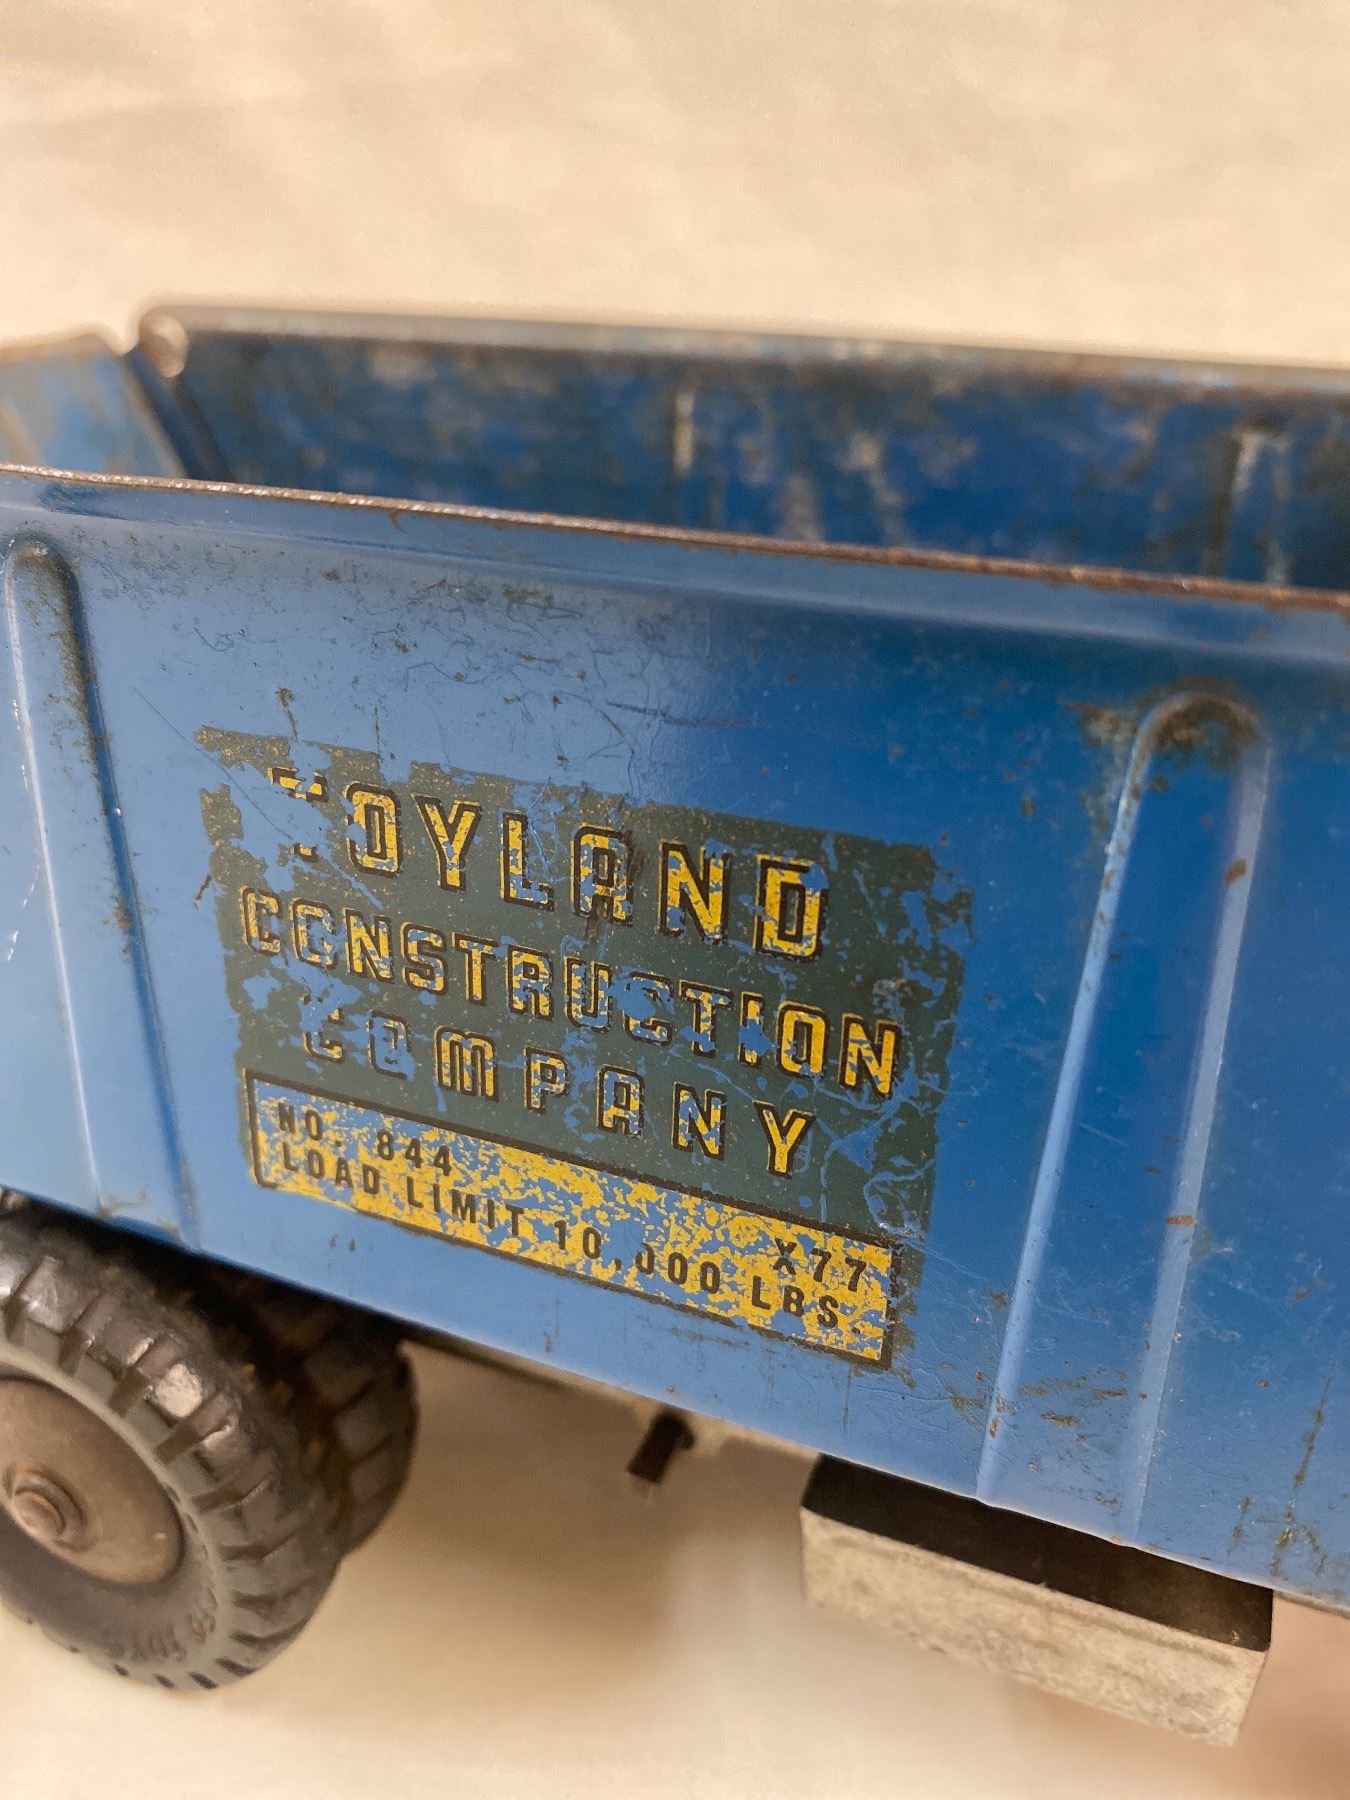 TOYLAND
CONSTRUCTION
COMPANY
NO. 844 X77
LOAD LIMIT 10,000 LBS.